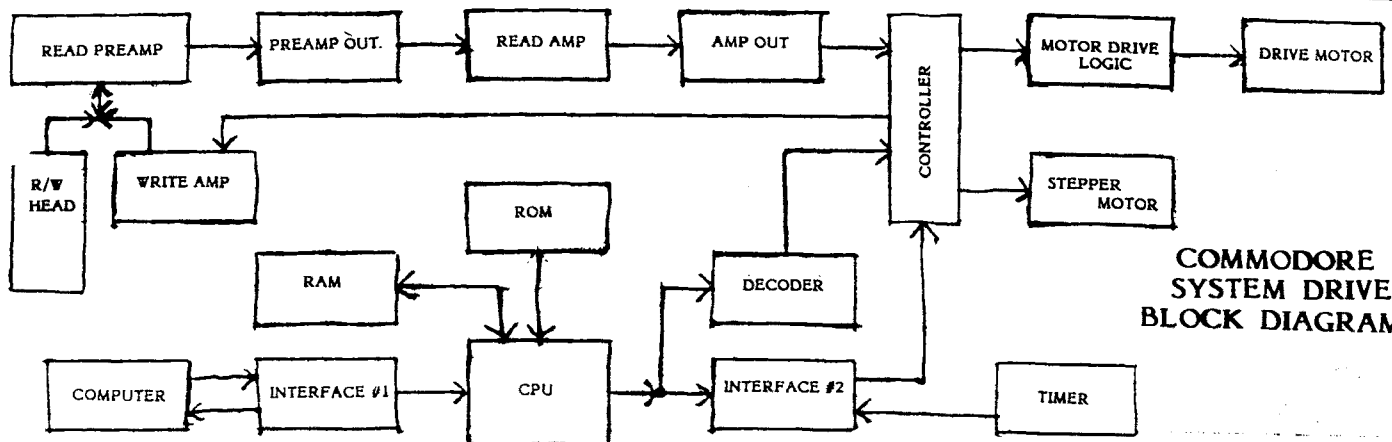 READ PREAMP
PREAMP OUT.
READ AMP
AMP OUT
CONTROLLER
MOTOR DRIVE
LOGIC
DRIVE MOTOR
R/W
HEAD
WRITE AMP
STEPPER
MOTOR
ROM
RAM
DECODER
COMMODORE
SYSTEM DRIVE
BLOCK DIAGRAM
COMPUTER
INTERFACE #1
CPU
INTERFACE #2
TIMER